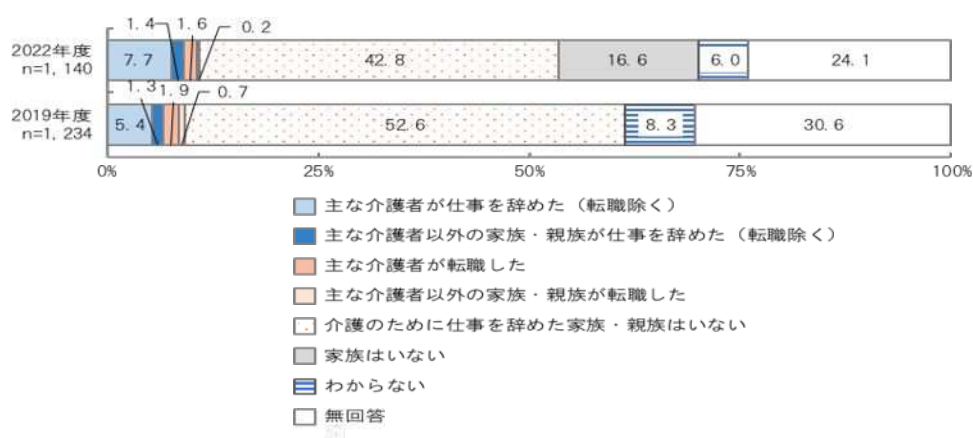 1. 4 1. 6 0. 2
2022年度
n=1, 140
7. 7 42. 8 16. 6 6. 0 24. 1
1. 3 1. 9 0. 7
2019年度
n=1, 234
5. 4 52. 6 8. 3 30. 6
0% 25% 50% 75% 100%
主な介護者が仕事を辞めた（転職除く）
主な介護者以外の家族・親族が仕事を辞めた（転職除く）
主な介護者が転職した
主な介護者以外の家族・親族が転職した
介護のために仕事を辞めた家族・親族はいない
家族はいない
わからない
無回答